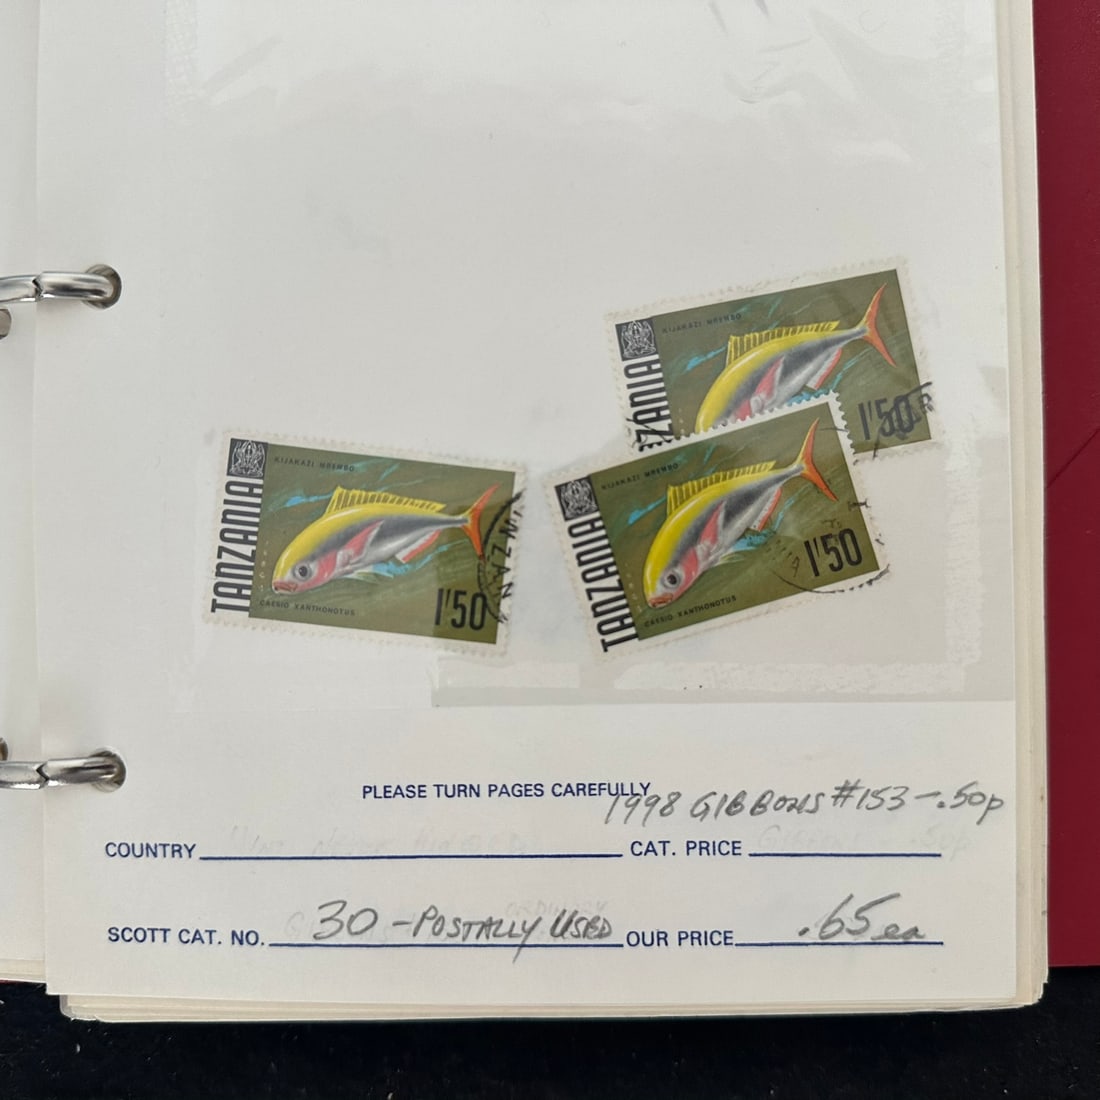 KIJAKAZI MREMBO
ZANIA
1'50
KIJAKAZI MREMBO
TANZANIA
CAESIO XANTHONOTUS
1'50
KIJAKAZI MREMBO
TANZANIA
CAESIO XANTHONOTUS
1'50
PLEASE TURN PAGES CAREFULLY
1998 GIBBONS #153-.50p
COUNTRY CAT. PRICE
SCOTT CAT. NO. 30 - POSTALLY USED OUR PRICE .65 ea